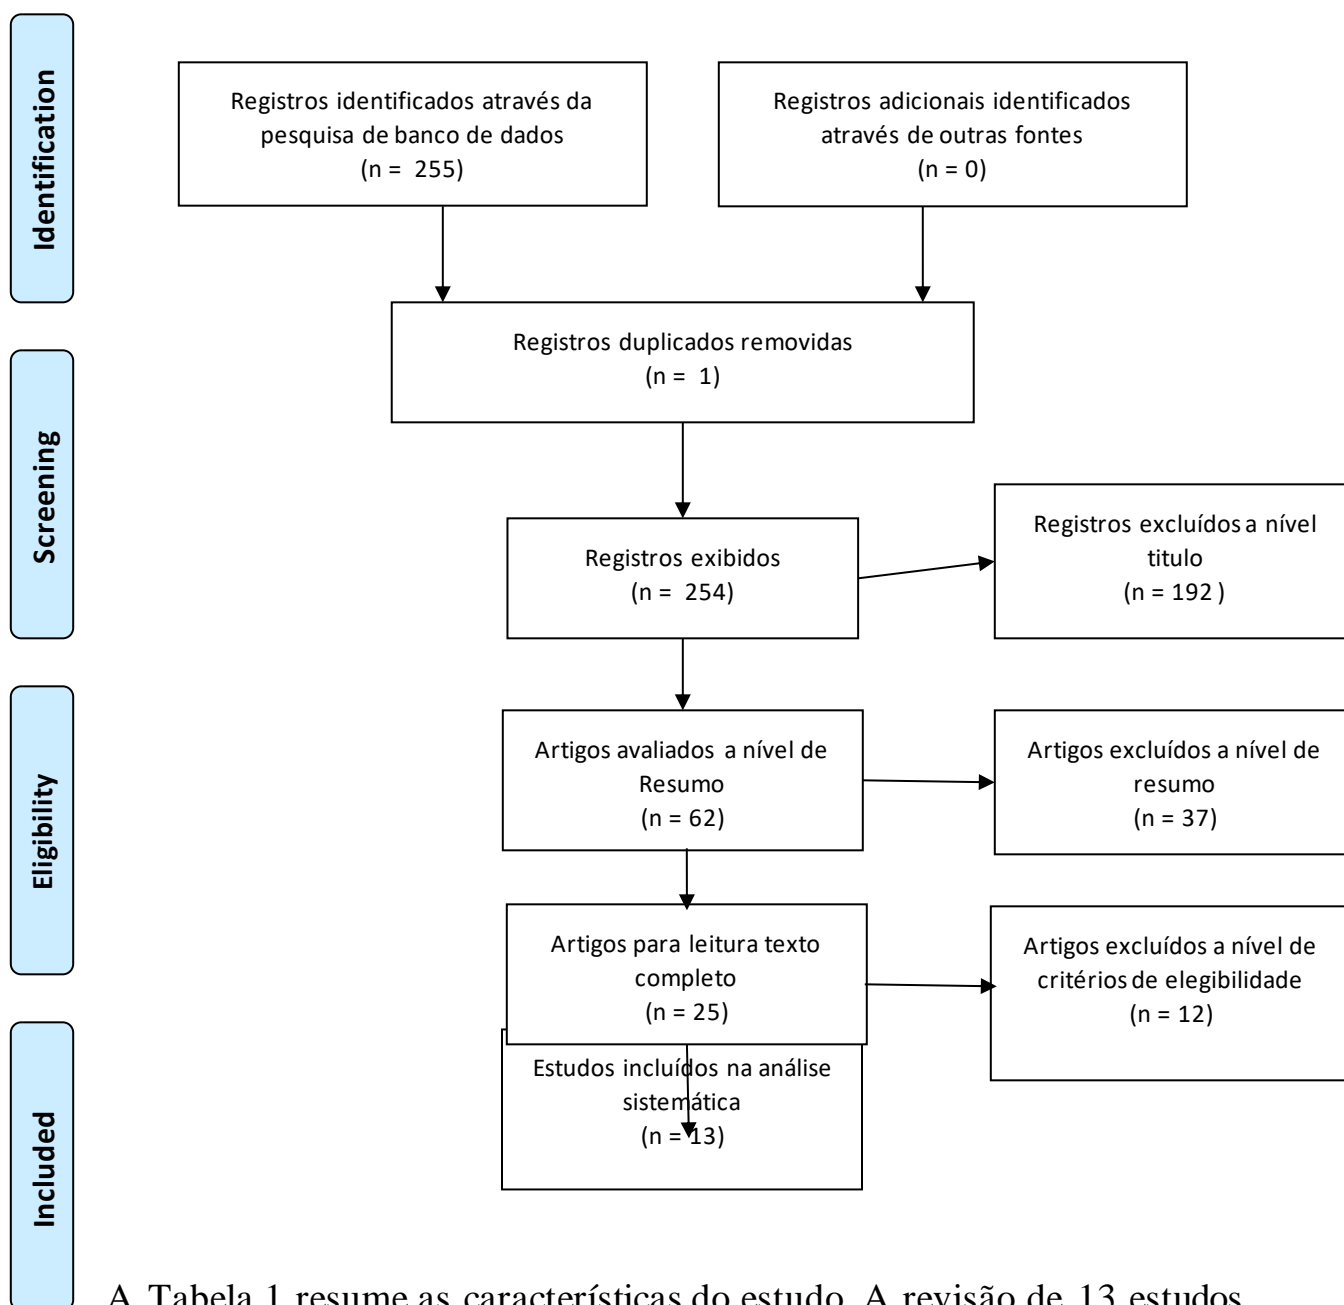 Identification
Registros identificados através da
pesquisa de banco de dados
(n = 255)
Registros adicionais identificados
através de outras fontes
(n = 0)
Registros duplicados removidas
(n = 1)
Screening
Registros exibidos
(n = 254)
Registros excluídos a nível
titulo
(n = 192 )
Eligibility
Artigos avaliados a nível de
Resumo
(n = 62)
Artigos excluídos a nível de
resumo
(n = 37)
Artigos para leitura texto
completo
(n = 25)
Artigos excluídos a nível de
critérios de elegibilidade
(n = 12)
Included
Estudos incluídos na análise
sistemática
(n = 13)
A Tabela 1 resume as características do estudo. A revisão de 13 estudos